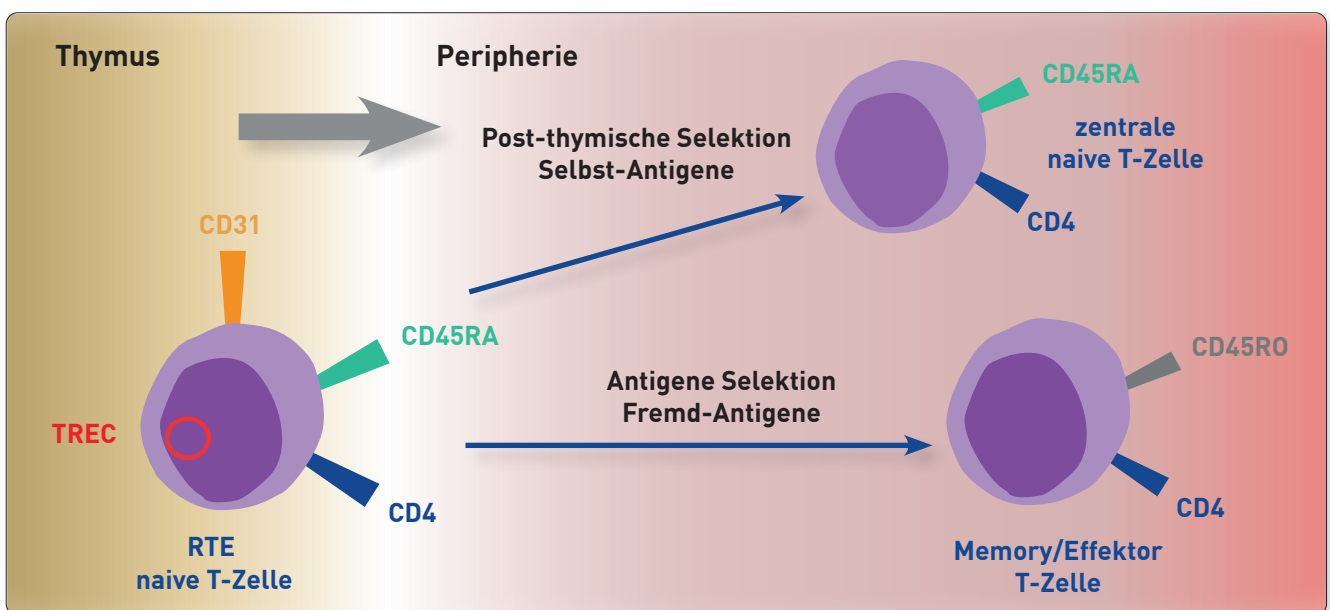 Thymus
Peripherie
CD45RA
zentrale
naive T-Zelle
CD4
Post-thymische Selektion
Selbst-Antigene
CD31
CD45RA
TREC
CD4
RTE
naive T-Zelle
Antigene Selektion
Fremd-Antigene
CD45RO
CD4
Memory/Effektor
T-Zelle